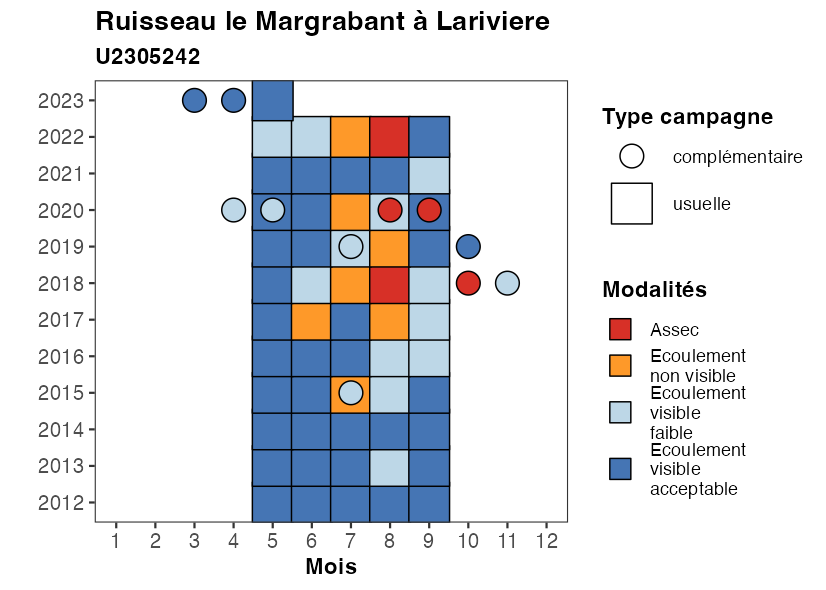 Ruisseau le Margrabant à Lariviere
U2305242
2023
2022
2021
2020
2019
2018
2017
2016
2015
2014
2013
2012
1 2 3 4 5 6 7 8 9 10 11 12
Mois
Type campagne
complémentaire
usuelle
Modalités
Assec
Ecoulement
non visible
Ecoulement
visible
faible
Ecoulement
visible
acceptable